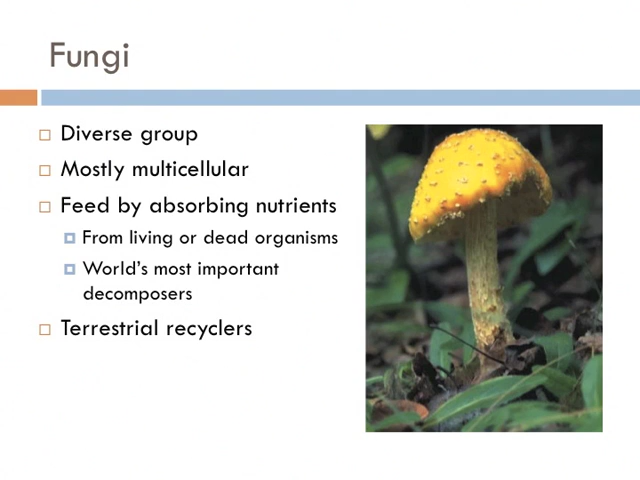 Fungi
Diverse group
Mostly multicellular
Feed by absorbing nutrients
From living or dead organisms
World's most important
decomposers
Terrestrial recyclers